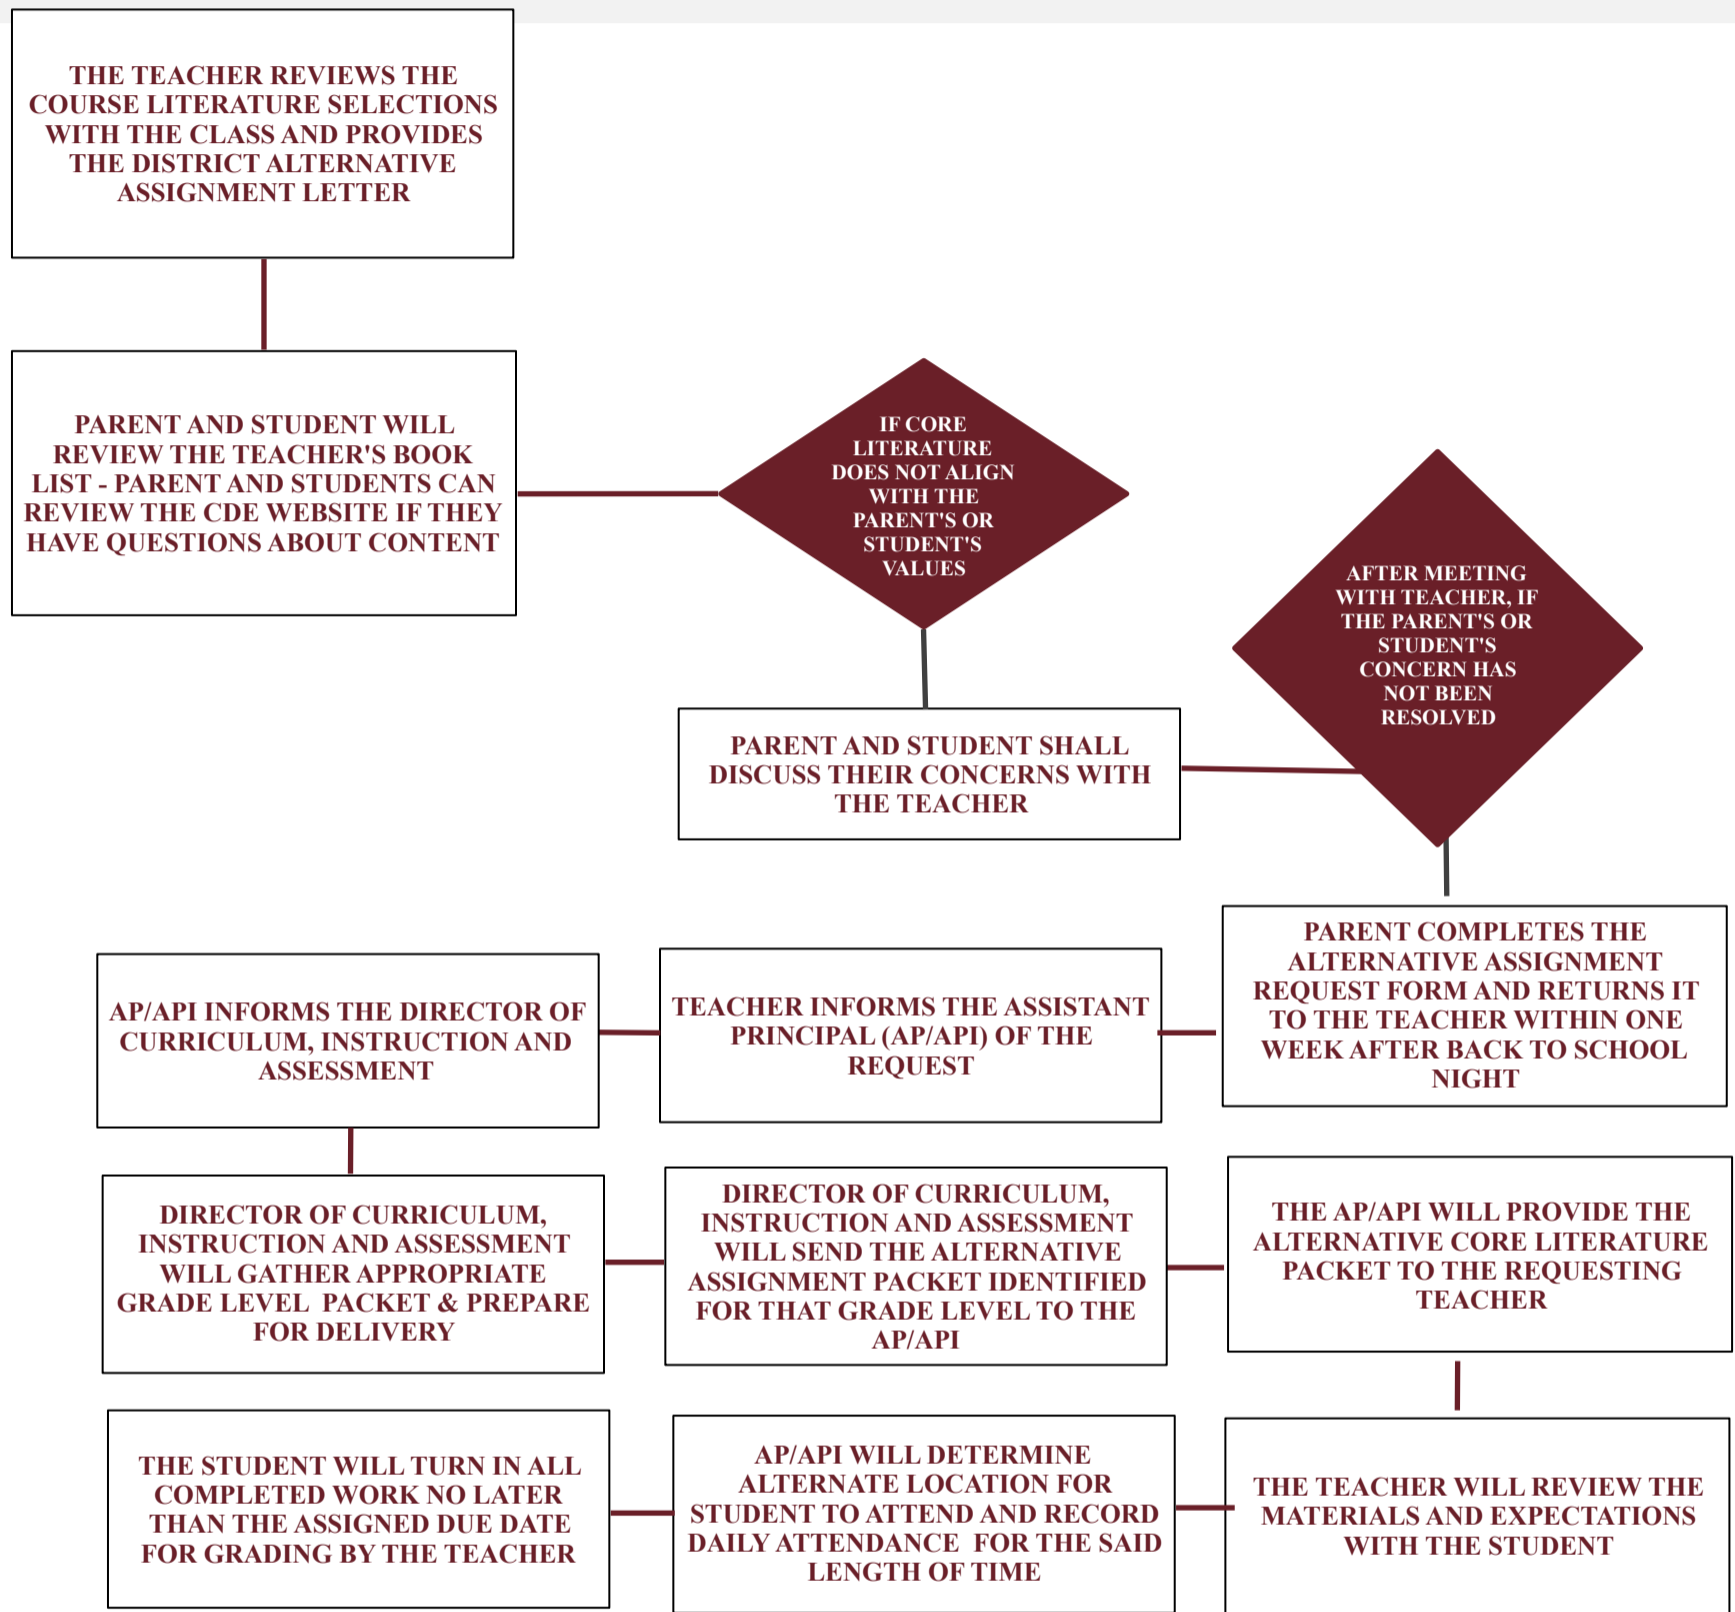 THE TEACHER REVIEWS THE
COURSE LITERATURE SELECTIONS
WITH THE CLASS AND PROVIDES
THE DISTRICT ALTERNATIVE
ASSIGNMENT LETTER
PARENT AND STUDENT WILL
REVIEW THE TEACHER'S BOOK
LIST - PARENT AND STUDENTS CAN
REVIEW THE CDE WEBSITE IF THEY
HAVE QUESTIONS ABOUT CONTENT
IF CORE
LITERATURE
DOES NOT ALIGN
WITH THE
PARENT'S OR
STUDENT'S
VALUES
PARENT AND STUDENT SHALL
DISCUSS THEIR CONCERNS WITH
THE TEACHER
AFTER MEETING
WITH TEACHER, IF
THE PARENT'S OR
STUDENT'S
CONCERN HAS
NOT BEEN
RESOLVED
PARENT COMPLETES THE
ALTERNATIVE ASSIGNMENT
REQUEST FORM AND RETURNS IT
TO THE TEACHER WITHIN ONE
WEEK AFTER BACK TO SCHOOL
NIGHT
TEACHER INFORMS THE ASSISTANT
PRINCIPAL (AP/API) OF THE
REQUEST
AP/API INFORMS THE DIRECTOR OF
CURRICULUM, INSTRUCTION AND
ASSESSMENT
DIRECTOR OF CURRICULUM,
INSTRUCTION AND ASSESSMENT
WILL GATHER APPROPRIATE
GRADE LEVEL  PACKET & PREPARE
FOR DELIVERY
DIRECTOR OF CURRICULUM,
INSTRUCTION AND ASSESSMENT
WILL SEND THE ALTERNATIVE
ASSIGNMENT PACKET IDENTIFIED
FOR THAT GRADE LEVEL TO THE
AP/API
THE AP/API WILL PROVIDE THE
ALTERNATIVE CORE LITERATURE
PACKET TO THE REQUESTING
TEACHER
THE TEACHER WILL REVIEW THE
MATERIALS AND EXPECTATIONS
WITH THE STUDENT
AP/API WILL DETERMINE
ALTERNATE LOCATION FOR
STUDENT TO ATTEND AND RECORD
DAILY ATTENDANCE  FOR THE SAID
LENGTH OF TIME
THE STUDENT WILL TURN IN ALL
COMPLETED WORK NO LATER
THAN THE ASSIGNED DUE DATE
FOR GRADING BY THE TEACHER